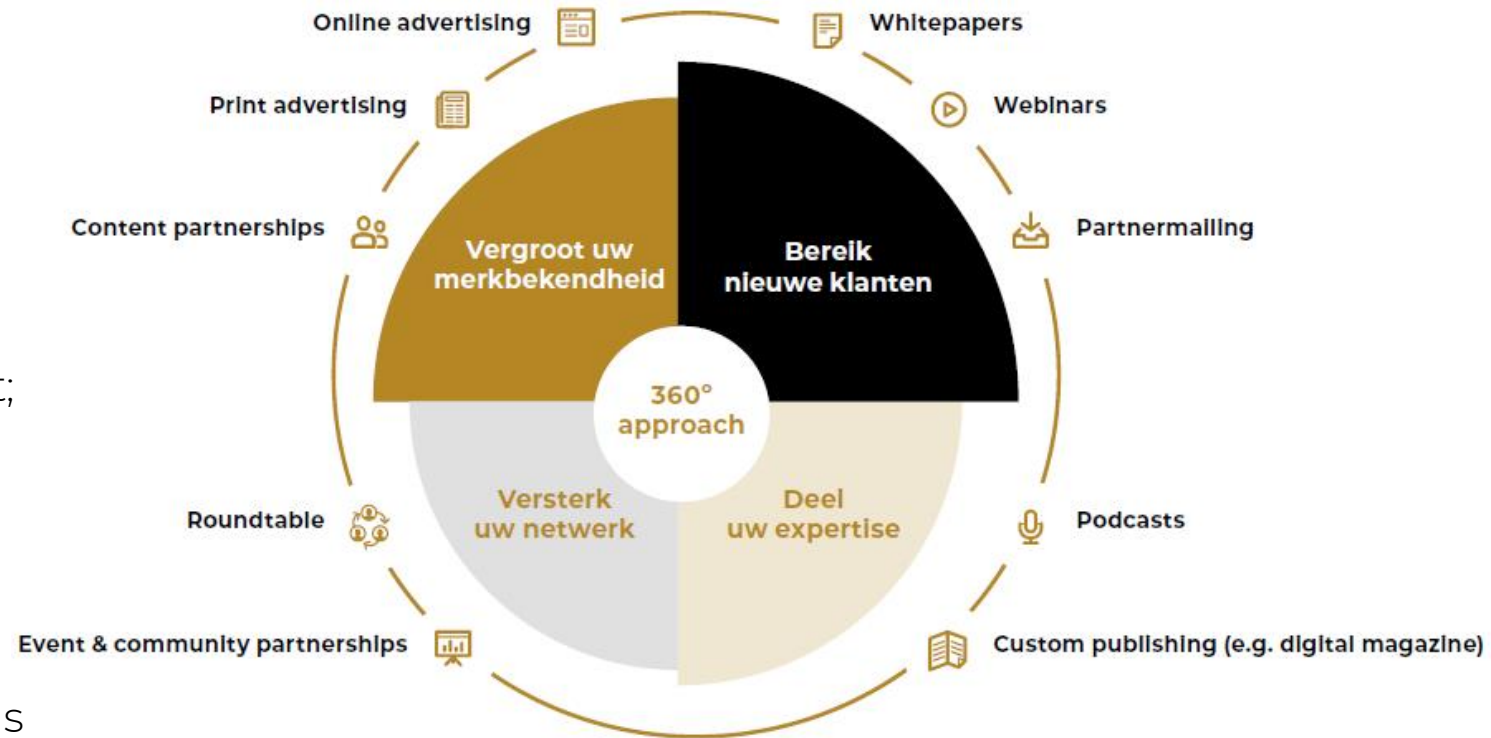 Online advertising
Whitepapers
Print advertising
Webinars
Content partnerships
Partnermailing
Vergroot uw
merkbekendheid
Bereik
nieuwe klanten
360°
approach
Versterk
uw netwerk
Deel
uw expertise
Roundtable
Podcasts
Event & community partnerships
Custom publishing (e.g. digital magazine)